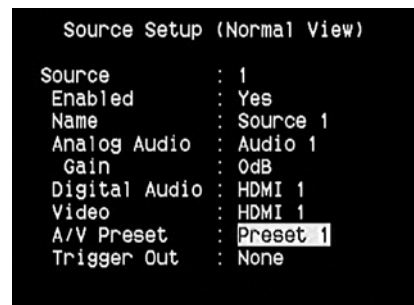 Source Setup (Normal View)
Source : 1
Enabled : Yes
Name : Source 1
Analog Audio : Audio 1
Gain : 0dB
Digital Audio : HDMI 1
Video : HDMI 1
A/V Preset : Preset 1
Trigger Out : None